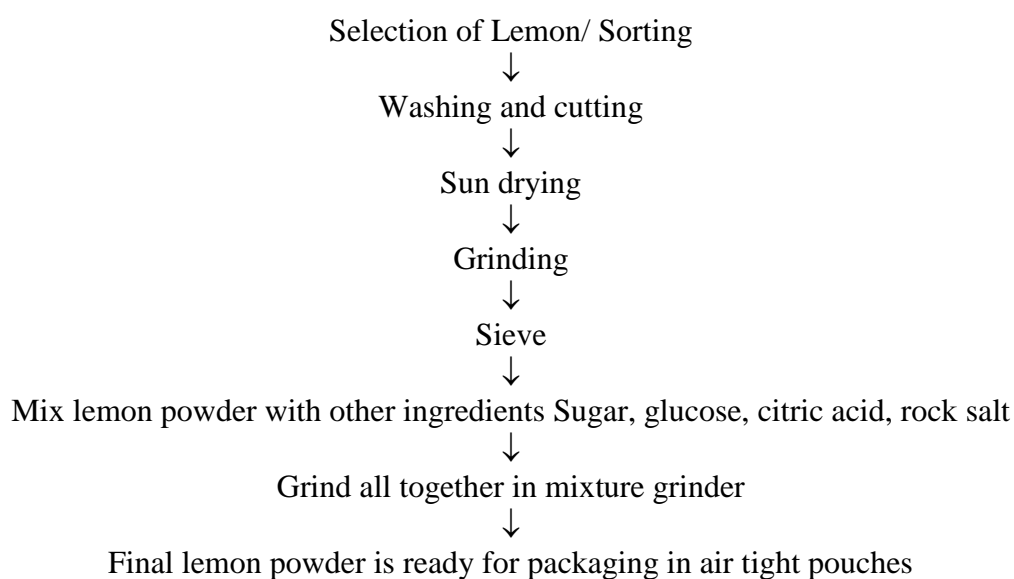 Selection of Lemon/ Sorting
↓
Washing and cutting
↓
Sun drying
↓
Grinding
↓
Sieve
↓
Mix lemon powder with other ingredients Sugar, glucose, citric acid, rock salt
↓
Grind all together in mixture grinder
↓
Final lemon powder is ready for packaging in air tight pouches